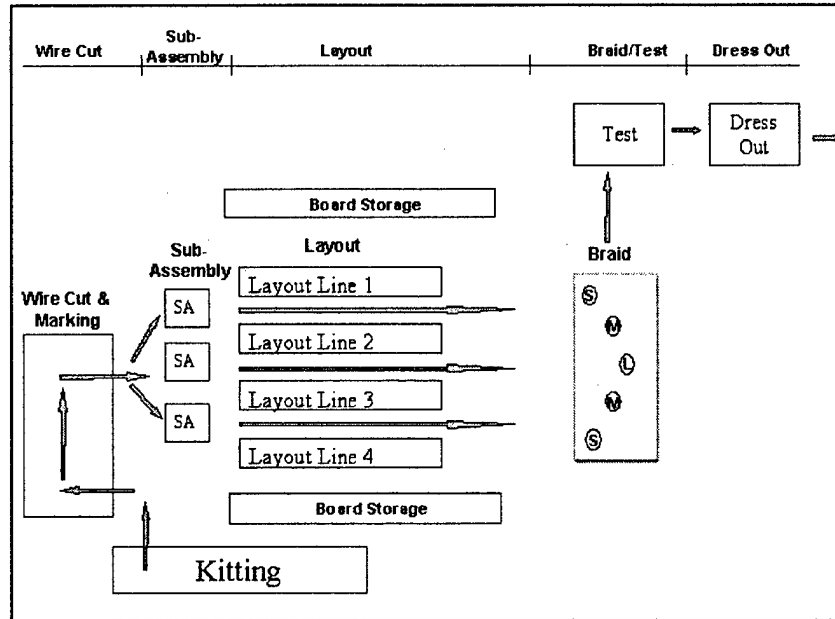 Wire Cut
Sub-
Assembly
Layout
Braid/Test
Dress Out
Test
Dress
Out
Board Storage
Sub-
Assembly
Layout
Braid
Wire Cut &
Marking
SA
SA
SA
Layout Line 1
Layout Line 2
Layout Line 3
Layout Line 4
S
M
L
M
S
Board Storage
Kitting